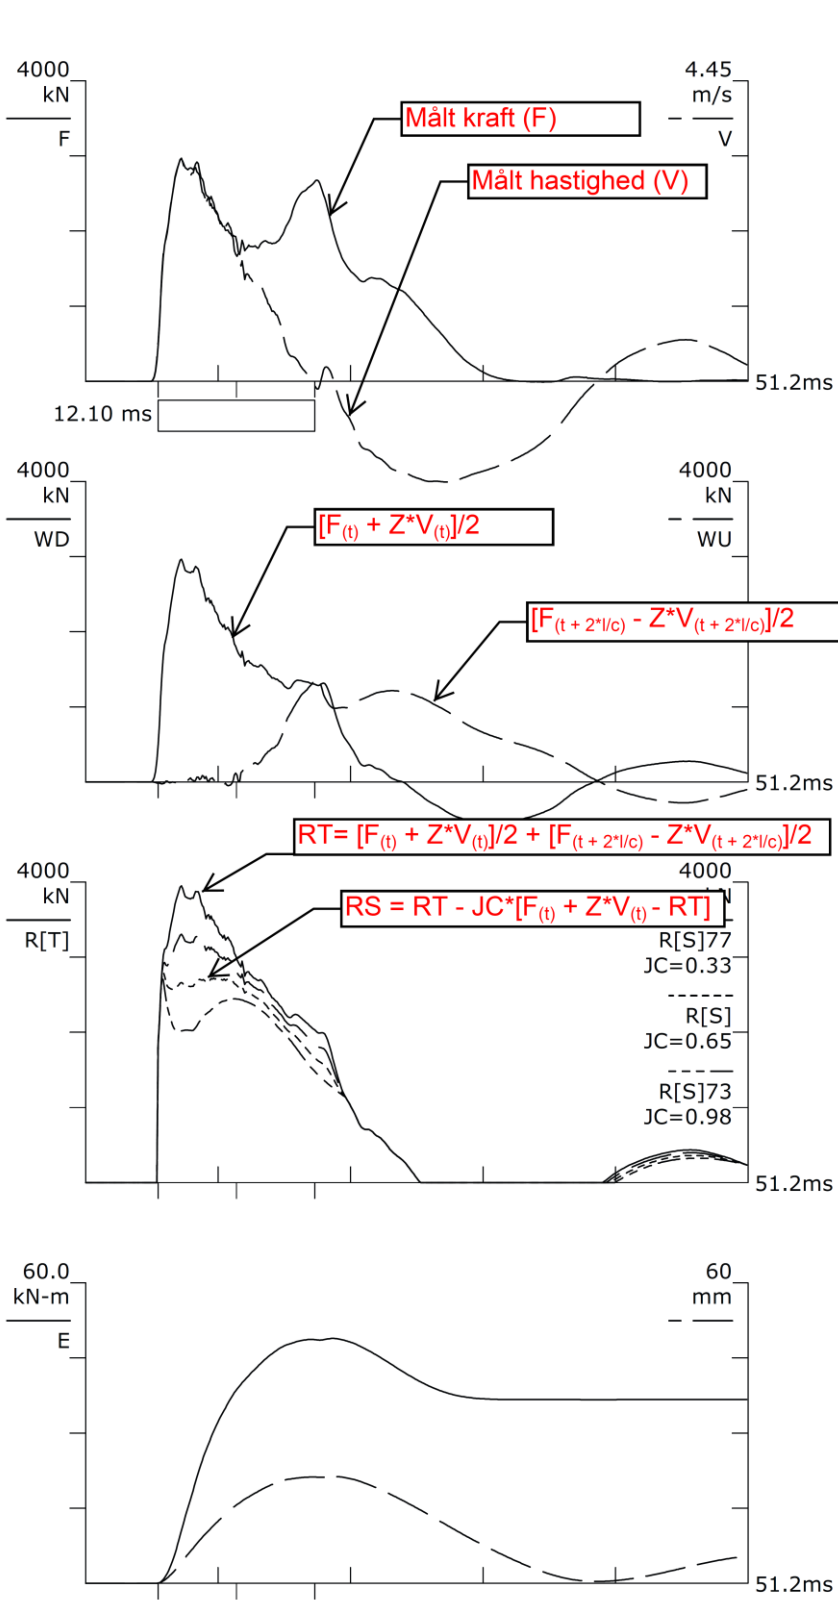 4000
kN
F
4.45
m/s
V
Målt kraft (F)
Målt hastighed (V)
51.2ms
12.10 ms
4000
kN
WD
4000
kN
WU
[F(t) + Z*V(t)]/2
[F(t + 2*l/c) - Z*V(t + 2*l/c)]/2
51.2ms
RT= [F(t) + Z*V(t)]/2 + [F(t + 2*l/c) - Z*V(t + 2*l/c)]/2
4000
kN
R[T]
4000
RS = RT - JC*[F(t) + Z*V(t) - RT]
R[S]77
JC=0.33
R[S]
JC=0.65
R[S]73
JC=0.98
51.2ms
60.0
kN-m
E
60
mm
51.2ms